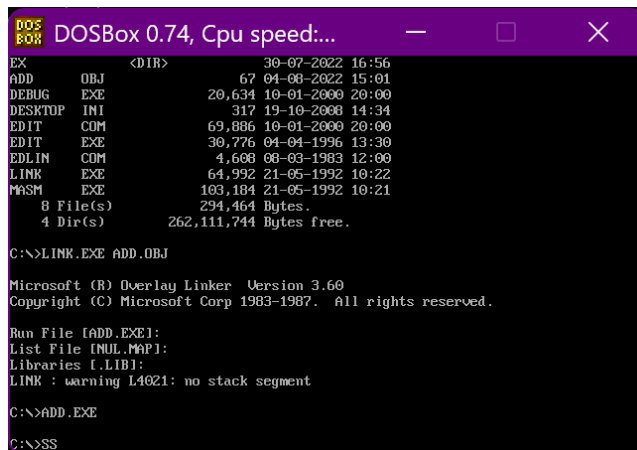 DOS BOX DOSBox 0.74, Cpu speed:...
EX <DIR> 30-07-2022 16:56
ADD OBJ 67 04-08-2022 15:01
DEBUG EXE 20,634 10-01-2000 20:00
DESKTOP INI 317 19-10-2008 14:34
EDIT COM 69,886 10-01-2000 20:00
EDIT EXE 30,776 04-04-1996 13:30
EDLIN COM 4,608 08-03-1983 12:00
LINK EXE 64,992 21-05-1992 10:22
MASM EXE 103,184 21-05-1992 10:21
8 File(s) 294,464 Bytes.
4 Dir(s) 262,111,744 Bytes free.
C:\>LINK.EXE ADD.OBJ
Microsoft (R) Overlay Linker Version 3.60
Copyright (C) Microsoft Corp 1983-1987. All rights reserved.
Run File [ADD.EXE]:
List File [NUL.MAP]:
Libraries [.LIB]:
LINK : warning L4021: no stack segment
C:\>ADD.EXE
C:\>SS